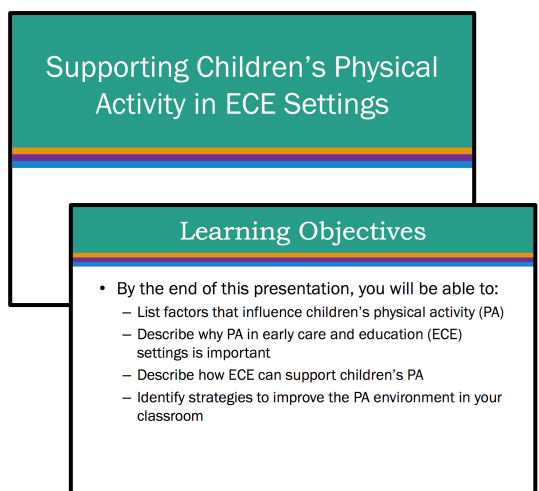 Supporting Children’s Physical
Activity in ECE Settings
Learning Objectives
• By the end of this presentation, you will be able to:
– List factors that influence children’s physical activity (PA)
– Describe why PA in early care and education (ECE)
settings is important
– Describe how ECE can support children’s PA
– Identify strategies to improve the PA environment in your
classroom